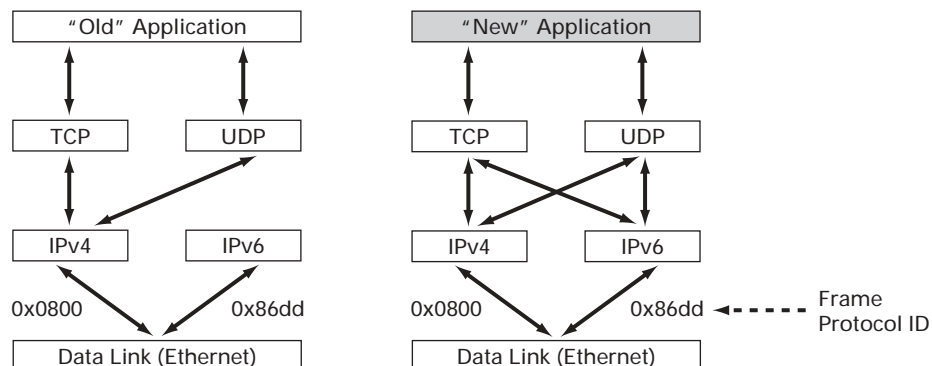 “Old” Application
“New” Application
TCP
UDP
TCP
UDP
IPv4
IPv6
IPv4
IPv6
0x0800
0x86dd
0x0800
0x86dd
Frame
Protocol ID
Data Link (Ethernet)
Data Link (Ethernet)